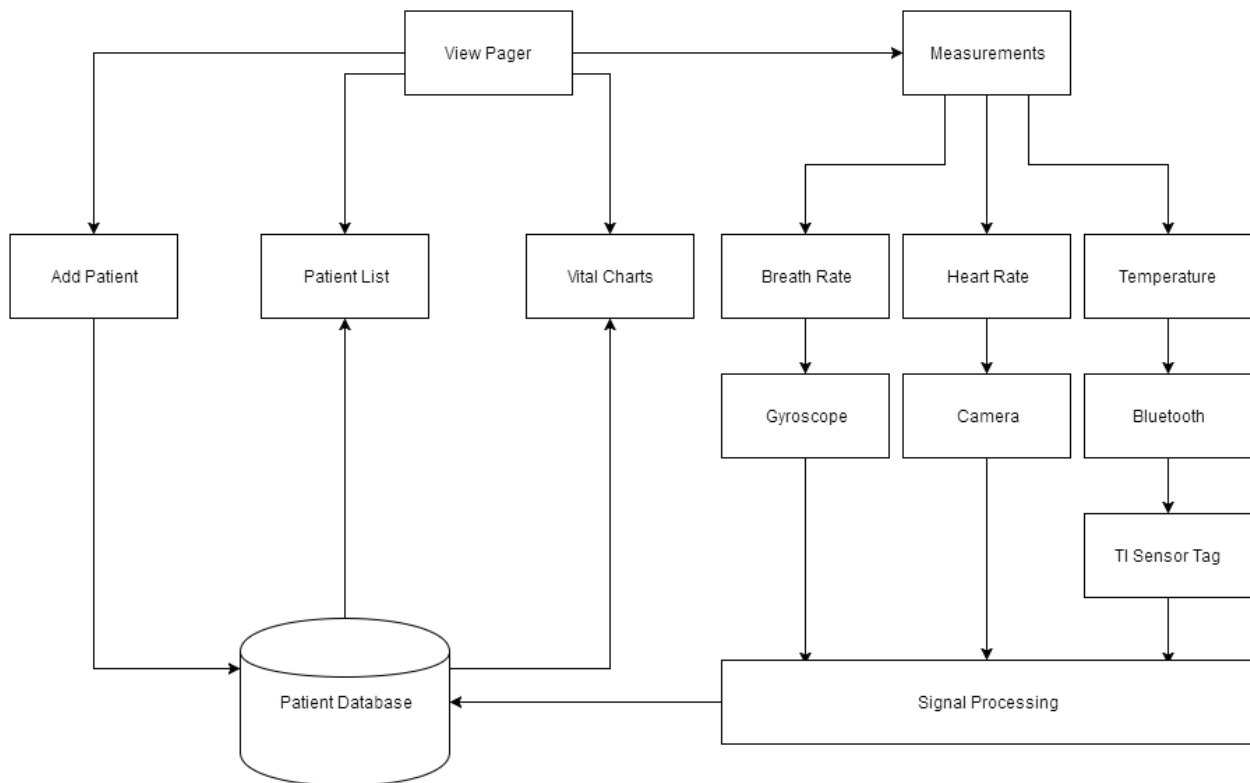 View Pager
Measurements
Add Patient
Patient List
Vital Charts
Breath Rate
Heart Rate
Temperature
Gyroscope
Camera
Bluetooth
TI Sensor Tag
Patient Database
Signal Processing